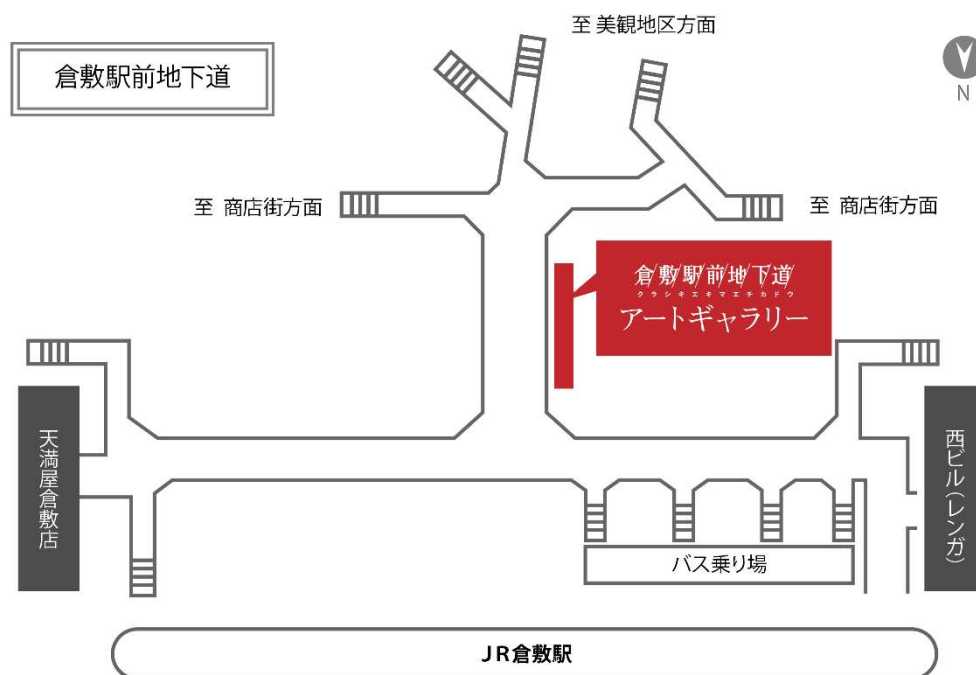 至 美観地区方面
倉敷駅前地下道
N
至 商店街方面
至 商店街方面
倉敷駅前地下道
クラシキエキマエチカドウ
アートギャラリー
天満屋倉敷店
西ビル(レンガ)
バス乗り場
JR倉敷駅